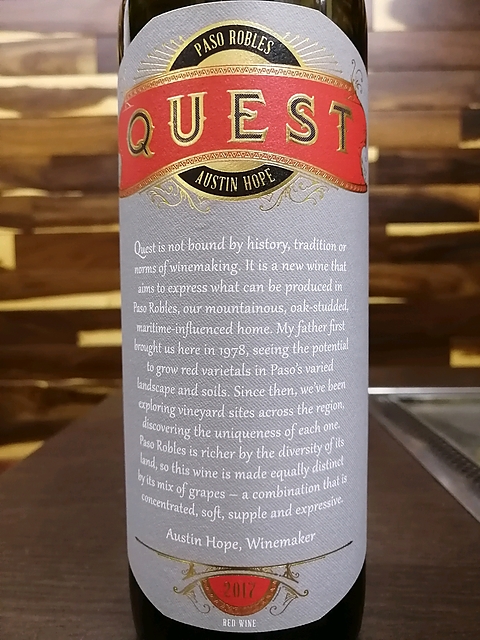 PASO ROBLES
QUEST
AUSTIN HOPE
Quest is not bound by history, tradition or
norms of winemaking. It is a new wine that
aims to express what can be produced in
Paso Robles, our mountainous, oak-studded,
maritime-influenced home. My father first
brought us here in 1978, seeing the potential
to grow red varietals in Paso's varied
landscape and soils. Since then, we've been
exploring vineyard sites across the region,
discovering the uniqueness of each one.
Paso Robles is richer by the diversity of its
land, so this wine is made equally distinct
by its mix of grapes – a combination that is
concentrated, soft, supple and expressive.
Austin Hope, Winemaker
2017
RED WINE